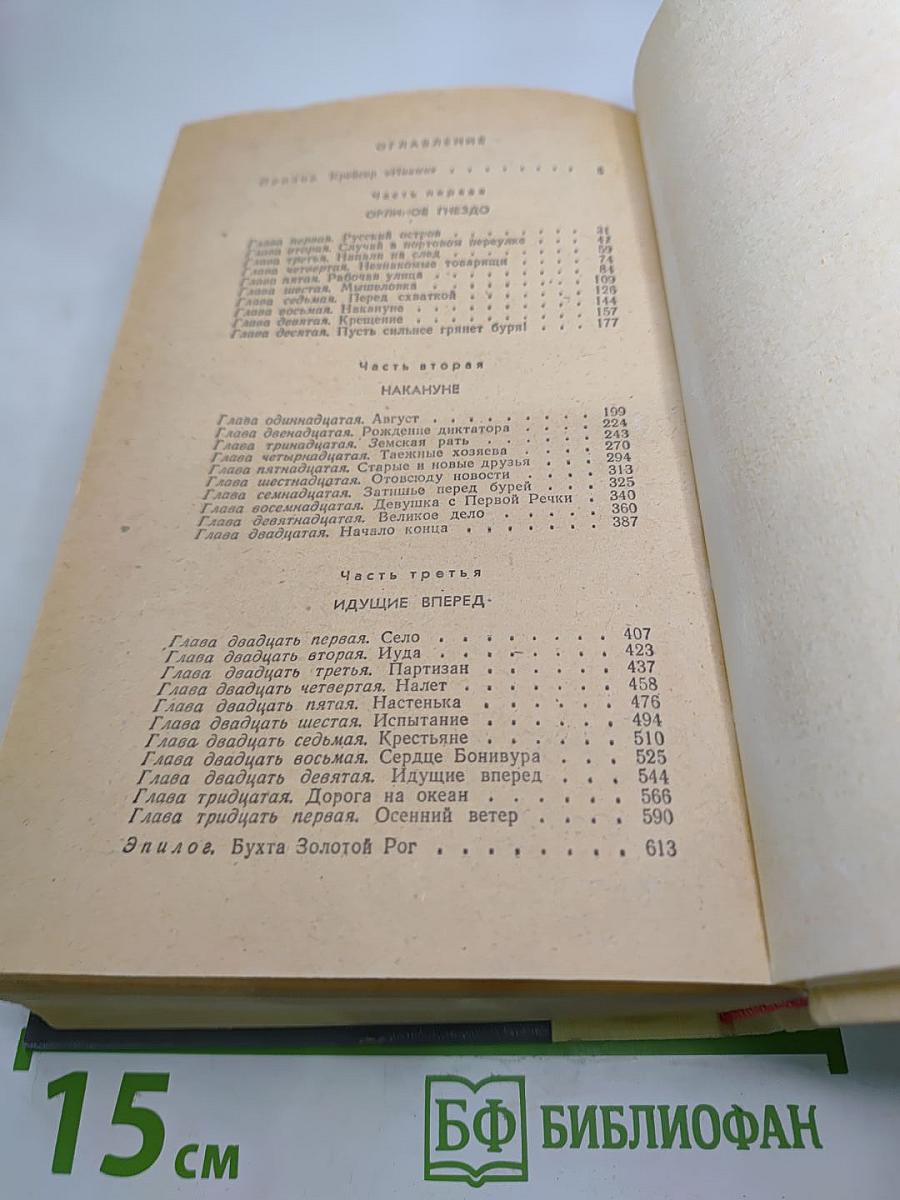 ОГЛАВЛЕНИЕ
Пролог. Крейсер . . . . . . . .
Часть первая
ОРЛИНОЕ ГНЕЗДО
Глава первая. Русский остров . . . . . . . 31
Глава вторая. Случай в портовом переулке . . . 42
Глава третья. Напали на след . . . . . . 59
Глава четвертая. Незнакомые товарищи . . . . 74
Глава пятая. Рабочая улица . . . . . . . 84
Глава шестая. Мышеловка . . . . . . . 109
Глава седьмая. Перед схваткой . . . . . . 126
Глава восьмая. Накануне . . . . . . . . 144
Глава девятая. Крещение . . . . . . . . 157
Глава десятая. Пусть сильнее грянет буря! . . . 177
Часть вторая
НАКАНУНЕ
Глава одиннадцатая. Август . . . . . . . . . 199
Глава двенадцатая. Рождение диктатора . . . . 224
Глава тринадцатая. Земская рать . . . . . . 243
Глава четырнадцатая. Таежные хозяева . . . . 270
Глава пятнадцатая. Старые и новые друзья . . . 294
Глава шестнадцатая. Отовсюду новости . . . . 313
Глава семнадцатая. Затишье перед бурей . . . 325
Глава восемнадцатая. Девушка с Первой Речки . 340
Глава девятнадцатая. Великое дело . . . . . 360
Глава двадцатая. Начало конца . . . . . . . 387
Часть третья
ИДУЩИЕ ВПЕРЕД
Глава двадцать первая. Село . . . . . . . 407
Глава двадцать вторая. Иуда . . . . . . . 423
Глава двадцать третья. Партизан . . . . . . 437
Глава двадцать четвертая. Налет . . . . . . 458
Глава двадцать пятая. Настенька . . . . . . 476
Глава двадцать шестая. Испытание . . . . . . 494
Глава двадцать седьмая. Крестьяне . . . . . . 510
Глава двадцать восьмая. Сердце Бонивура . . . 525
Глава двадцать девятая. Идущие вперед . . . . 544
Глава тридцатая. Дорога на океан . . . . . . 566
Глава тридцать первая. Осенний ветер . . . . 590
Эпилог. Бухта Золотой Рог . . . . . . . . 613
15 см
БФ БИБЛИОФАН